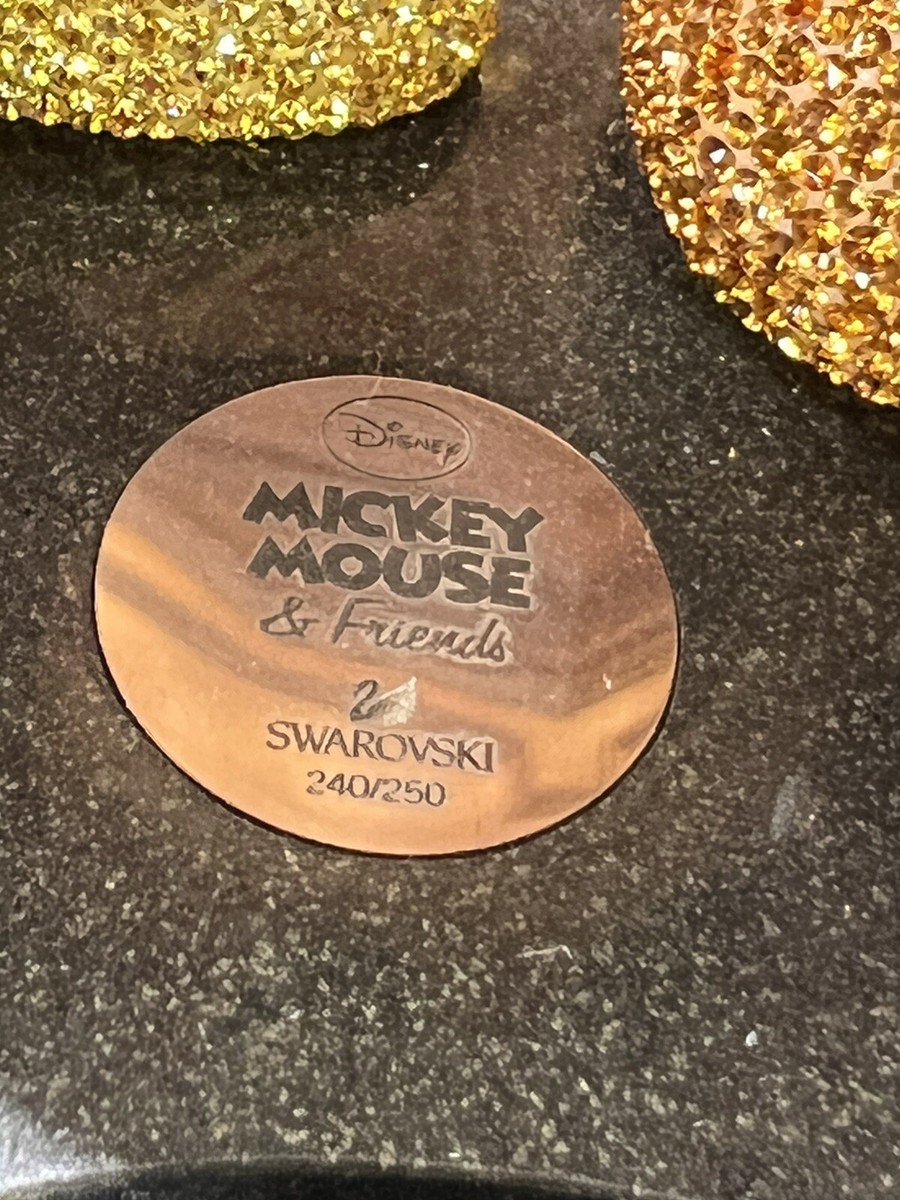 Disney
MICKEY
MOUSE
& Friends
SWAROVSKI
240/250